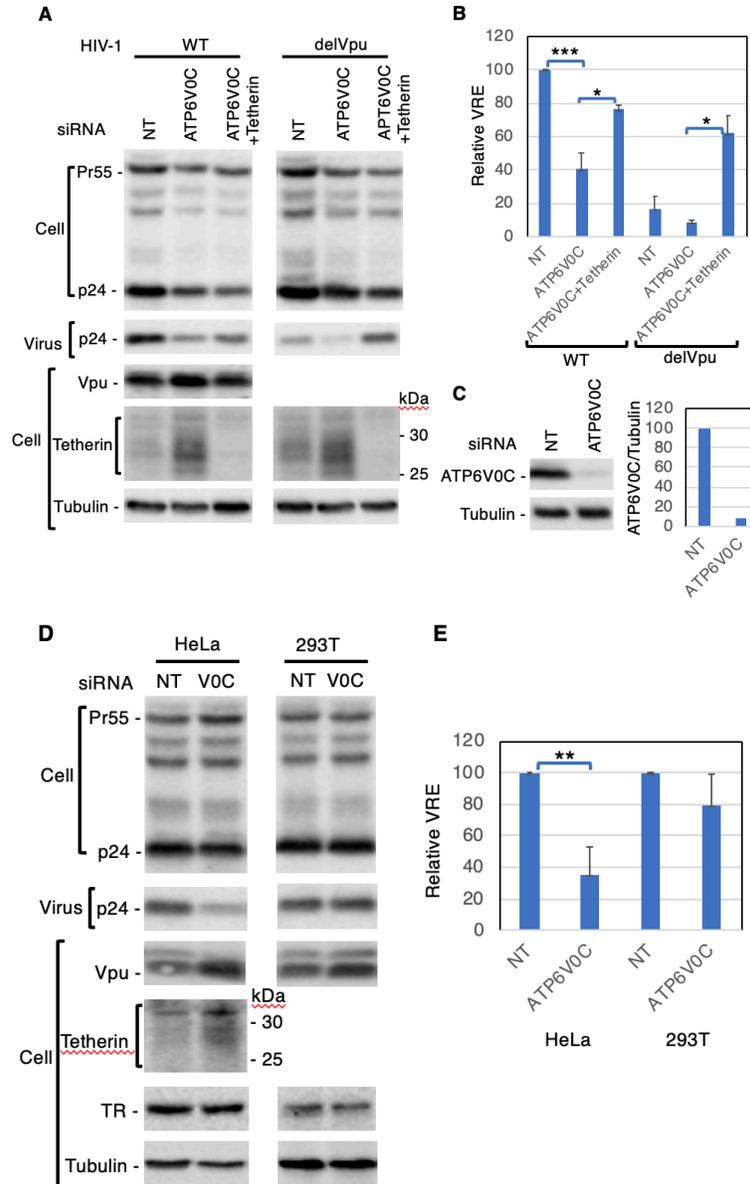 A
HIV-1 WT delVpu
siRNA NT ATP6V0C ATP6V0C +Tetherin NT ATP6V0C APT6V0C +Tetherin
Pr55 -
Cell
p24 -
Virus p24 -
Vpu -
kDa
Cell Tetherin - 30
- 25
Tubulin -
B
Relative VRE
120
100
80
60
40
20
0
*** * *
NT ATP6V0C ATP6V0C+Tetherin NT ATP6V0C ATP6V0C+Tetherin
WT delVpu
C
siRNA NT ATP6V0C
ATP6V0C -
Tubulin -
ATP6V0C/Tubulin
120
100
80
60
40
20
0
NT ATP6V0C
D
HeLa 293T
siRNA NT V0C NT V0C
Pr55 -
Cell
p24 -
Virus p24 -
Vpu -
kDa
Tetherin - 30
Cell - 25
TR -
Tubulin -
E
Relative VRE
120
100
80
60
40
20
0
**
NT ATP6V0C NT ATP6V0C
HeLa 293T